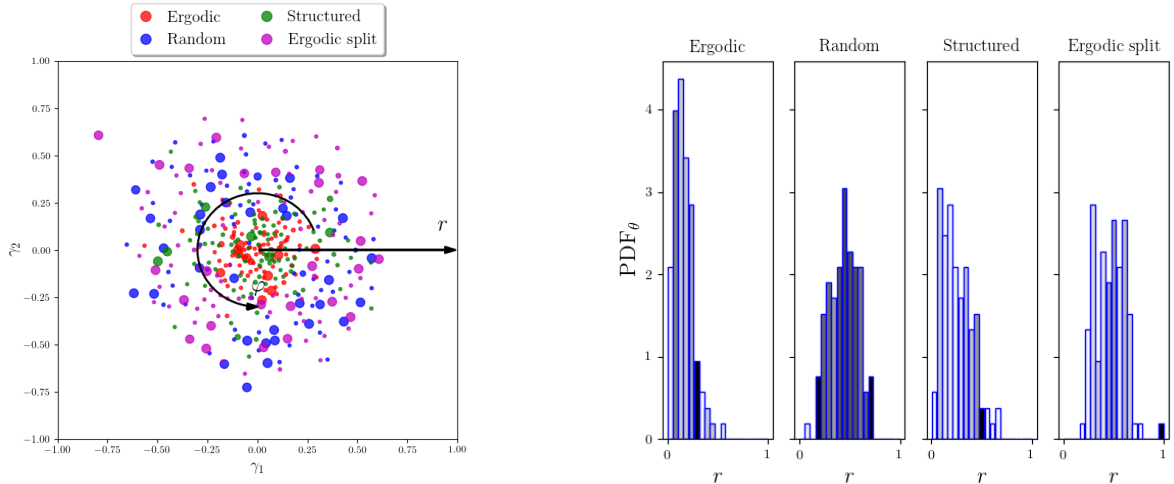 Ergodic Structured
Random Ergodic split
1.00
0.75
0.50
0.25
0.00
−0.25
−0.50
−0.75
−1.00
γ2
r
φ
−1.00 −0.75 −0.50 −0.25 0.00 0.25 0.50 0.75 1.00
γ1
Ergodic Random Structured Ergodic split
4
3
2
1
0
PDFθ
0 1 0 1 0 1 0 1
r r r r